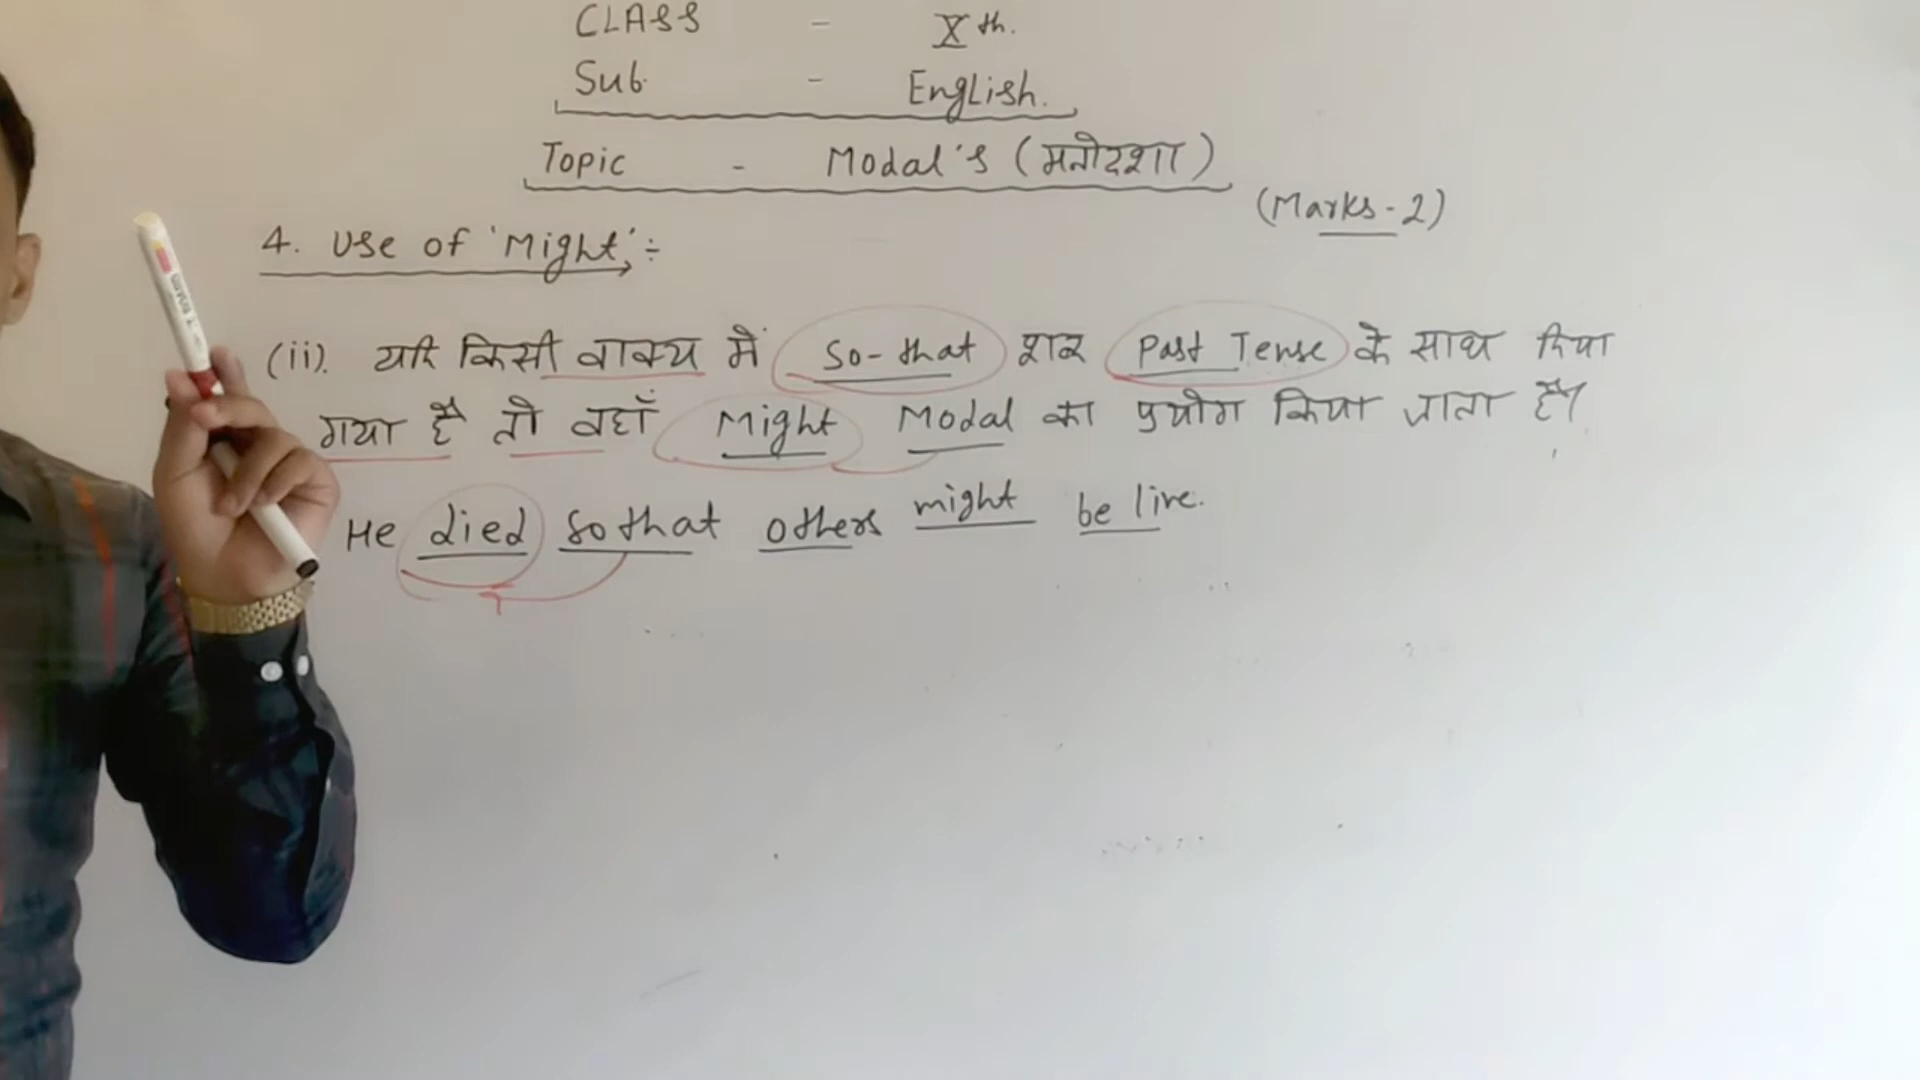 CLASS - Xth.
Sub. - English.
Topic - Modal's (मनोदशा)
(Marks-2)
4. Use of 'Might' ÷
(ii). यदि किसी वाक्य में So-that शब्द Past Tense के साथ दिया
गया है तो वहाँ Might Modal का प्रयोग किया जाता है।
He died so that others might be live.